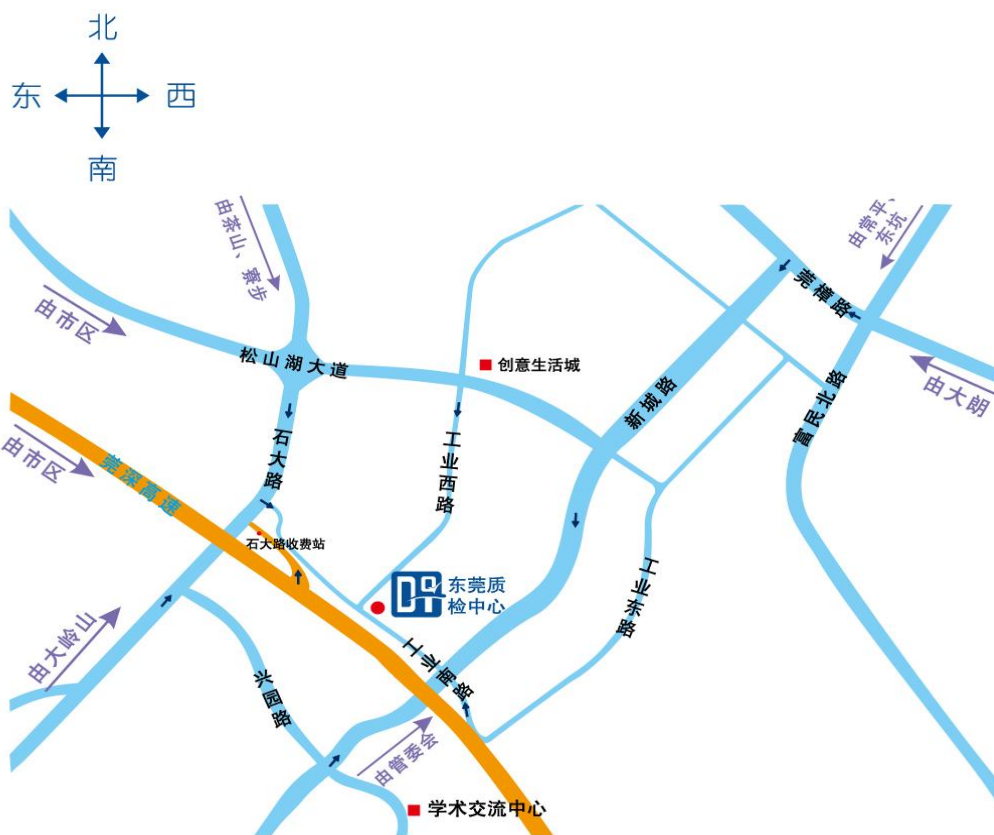 北
东
西
南
由茶山、寮步
由常平、
东坑
由市区
松山湖大道
创意生活城
莞樟路
由大朗
新城路
富民北路
由市区
莞深高速
石大路
工业西路
石大路收费站
DQT
东莞质
检中心
工业东路
由大岭山
工业南路
兴园路
由管委会
学术交流中心